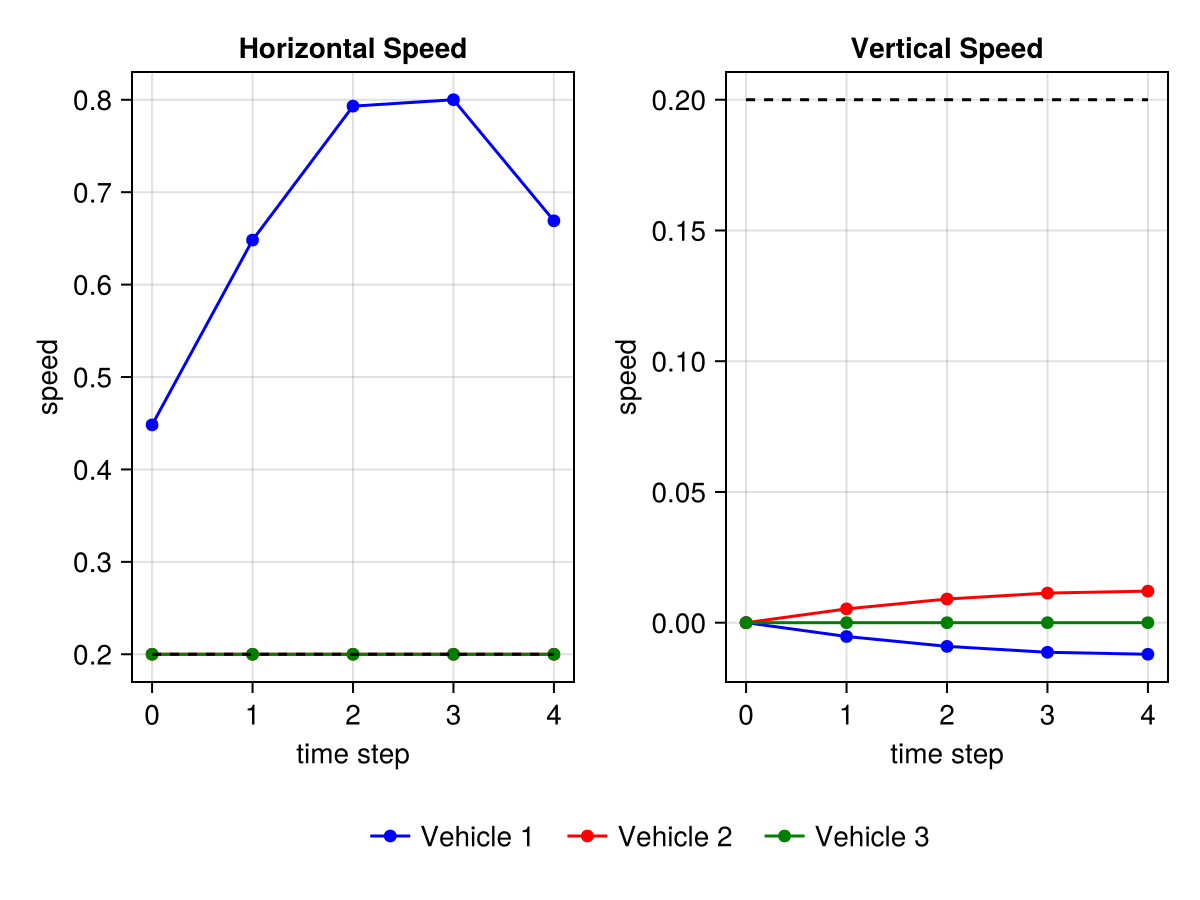 Horizontal Speed
0.8
0.7
0.6
0.5
0.4
0.3
0.2
speed
0 1 2 3 4
time step
Vertical Speed
0.20
0.15
0.10
0.05
0.00
speed
0 1 2 3 4
time step
Vehicle 1 Vehicle 2 Vehicle 3